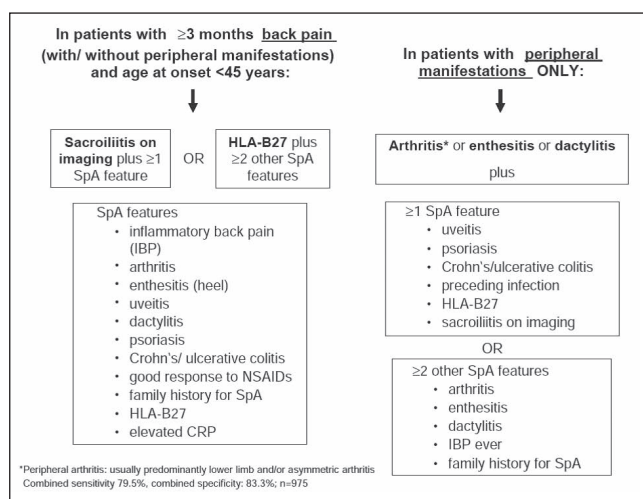 In patients with ≥3 months back pain
(with/ without peripheral manifestations)
and age at onset <45 years:
Sacroiliitis on
imaging plus ≥1
SpA feature
OR
HLA-B27 plus
≥2 other SpA
features
SpA features
• inflammatory back pain
(IBP)
• arthritis
• enthesitis (heel)
• uveitis
• dactylitis
• psoriasis
• Crohn's/ ulcerative colitis
• good response to NSAIDs
• family history for SpA
• HLA-B27
• elevated CRP
In patients with peripheral
manifestations ONLY:
Arthritis* or enthesitis or dactylitis
plus
≥1 SpA feature
• uveitis
• psoriasis
• Crohn's/ulcerative colitis
• preceding infection
• HLA-B27
• sacroiliitis on imaging
OR
≥2 other SpA features
• arthritis
• enthesitis
• dactylitis
• IBP ever
• family history for SpA
*Peripheral arthritis: usually predominantly lower limb and/or asymmetric arthritis
Combined sensitivity 79.5%, combined specificity: 83.3%; n=975